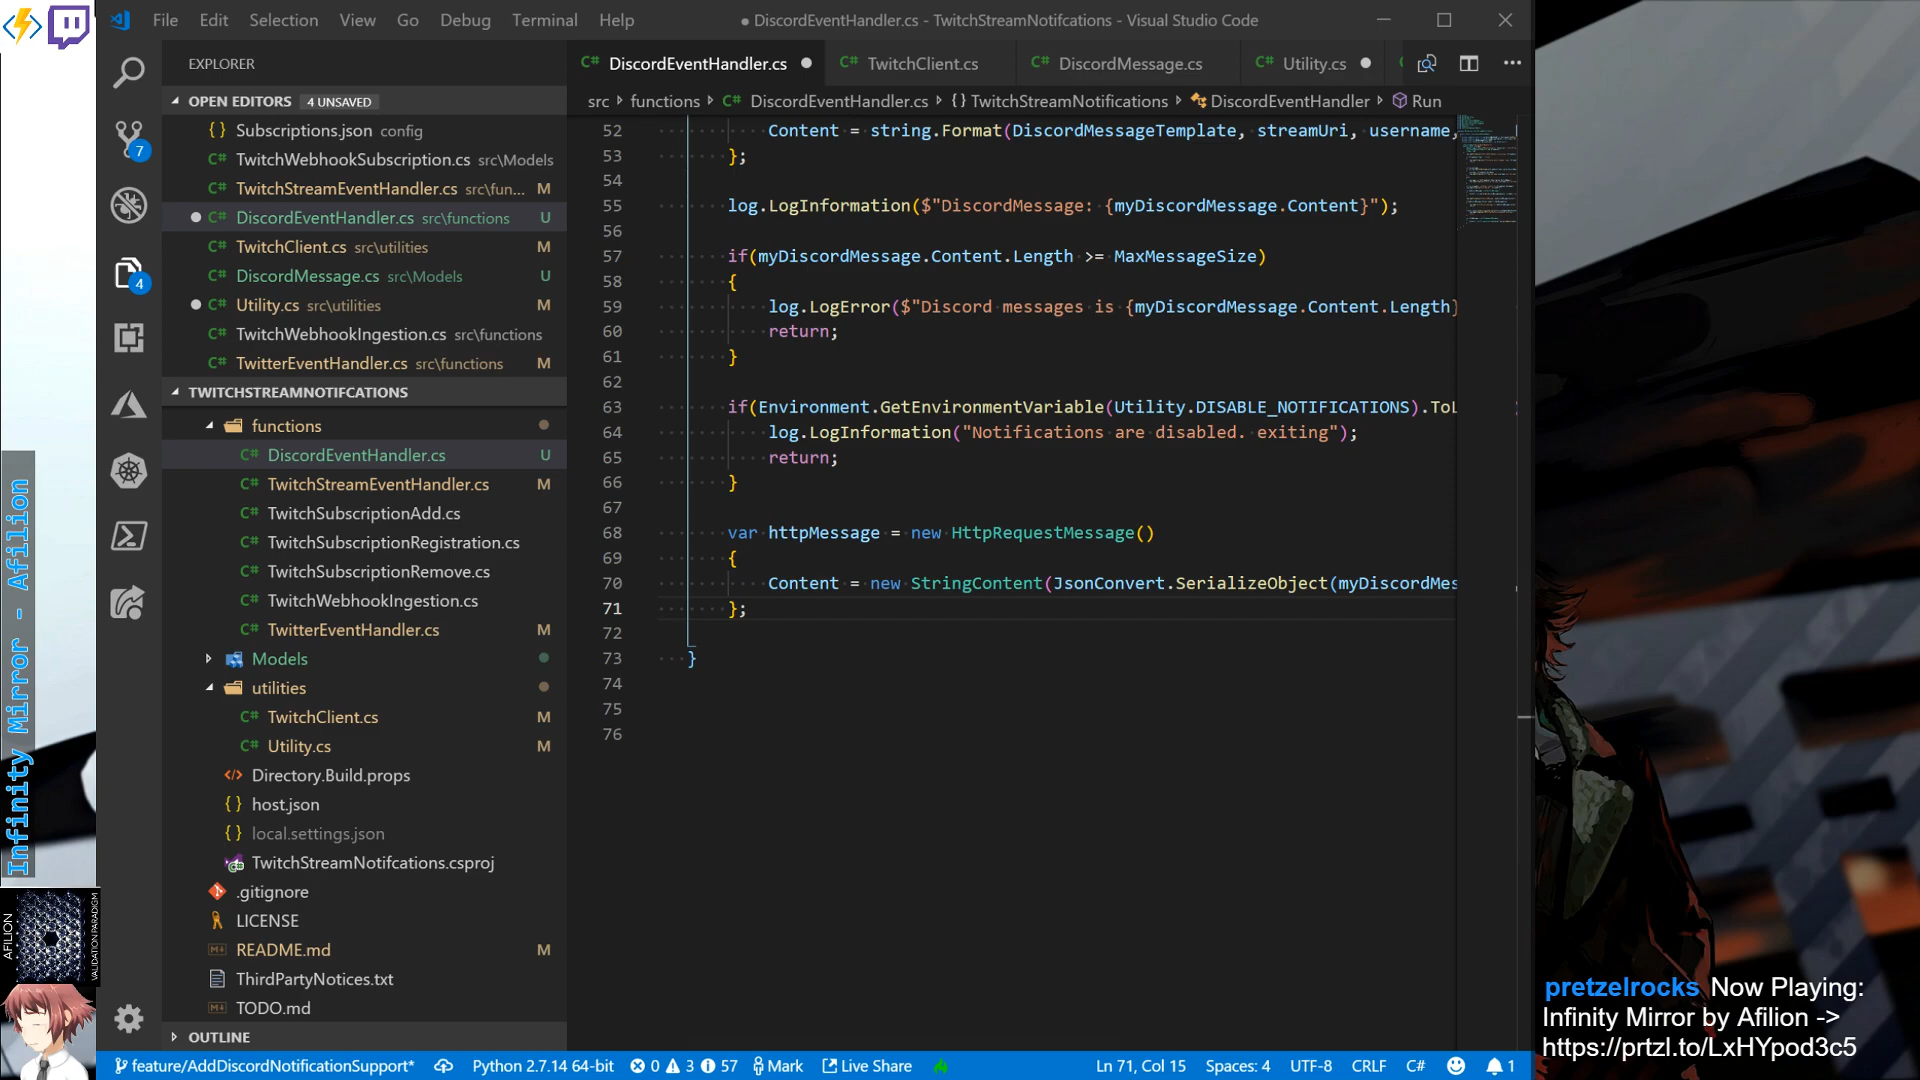 File Edit Selection View Go Debug Terminal Help
● DiscordEventHandler.cs - TwitchStreamNotifcations - Visual Studio Code
EXPLORER
DiscordEventHandler.cs TwitchClient.cs DiscordMessage.cs Utility.cs
OPEN EDITORS 4 UNSAVED
src functions DiscordEventHandler.cs {} TwitchStreamNotifications DiscordEventHandler Run
{} Subscriptions.json config
C# TwitchWebhookSubscription.cs src\Models
C# TwitchStreamEventHandler.cs src\fun... M
C# DiscordEventHandler.cs src\functions U
C# TwitchClient.cs src\utilities M
C# DiscordMessage.cs src\Models U
C# Utility.cs src\utilities M
C# TwitchWebhookIngestion.cs src\functions
C# TwitterEventHandler.cs src\functions M
7
4
TWITCHSTREAMNOTIFCATIONS
functions
C# DiscordEventHandler.cs U
C# TwitchStreamEventHandler.cs M
C# TwitchSubscriptionAdd.cs
C# TwitchSubscriptionRegistration.cs
C# TwitchSubscriptionRemove.cs
C# TwitchWebhookIngestion.cs
C# TwitterEventHandler.cs M
Models
utilities
C# TwitchClient.cs M
C# Utility.cs M
Directory.Build.props
{} host.json
{} local.settings.json
TwitchStreamNotifcations.csproj
.gitignore
LICENSE
README.md M
ThirdPartyNotices.txt
TODO.md
OUTLINE
52 Content = string.Format(DiscordMessageTemplate, streamUri, username,
53 };
54
55 log.LogInformation($"DiscordMessage: {myDiscordMessage.Content}");
56
57 if(myDiscordMessage.Content.Length >= MaxMessageSize)
58 {
59 log.LogError($"Discord messages is {myDiscordMessage.Content.Length}
60 return;
61 }
62
63 if(Environment.GetEnvironmentVariable(Utility.DISABLE_NOTIFICATIONS).ToL
64 log.LogInformation("Notifications are disabled. exiting");
65 return;
66 }
67
68 var httpMessage = new HttpRequestMessage()
69 {
70 Content = new StringContent(JsonConvert.SerializeObject(myDiscordMes
71 };
72
73 }
74
75
76
feature/AddDiscordNotificationSupport* Python 2.7.14 64-bit 0 3 57 Mark Live Share Ln 71, Col 15 Spaces: 4 UTF-8 CRLF C# 1
Infinity Mirror - Afilion
AFILION
VALIDATION PARADIGM
pretzelrocks Now Playing:
Infinity Mirror by Afilion ->
https://prtzl.to/LxHYpod3c5